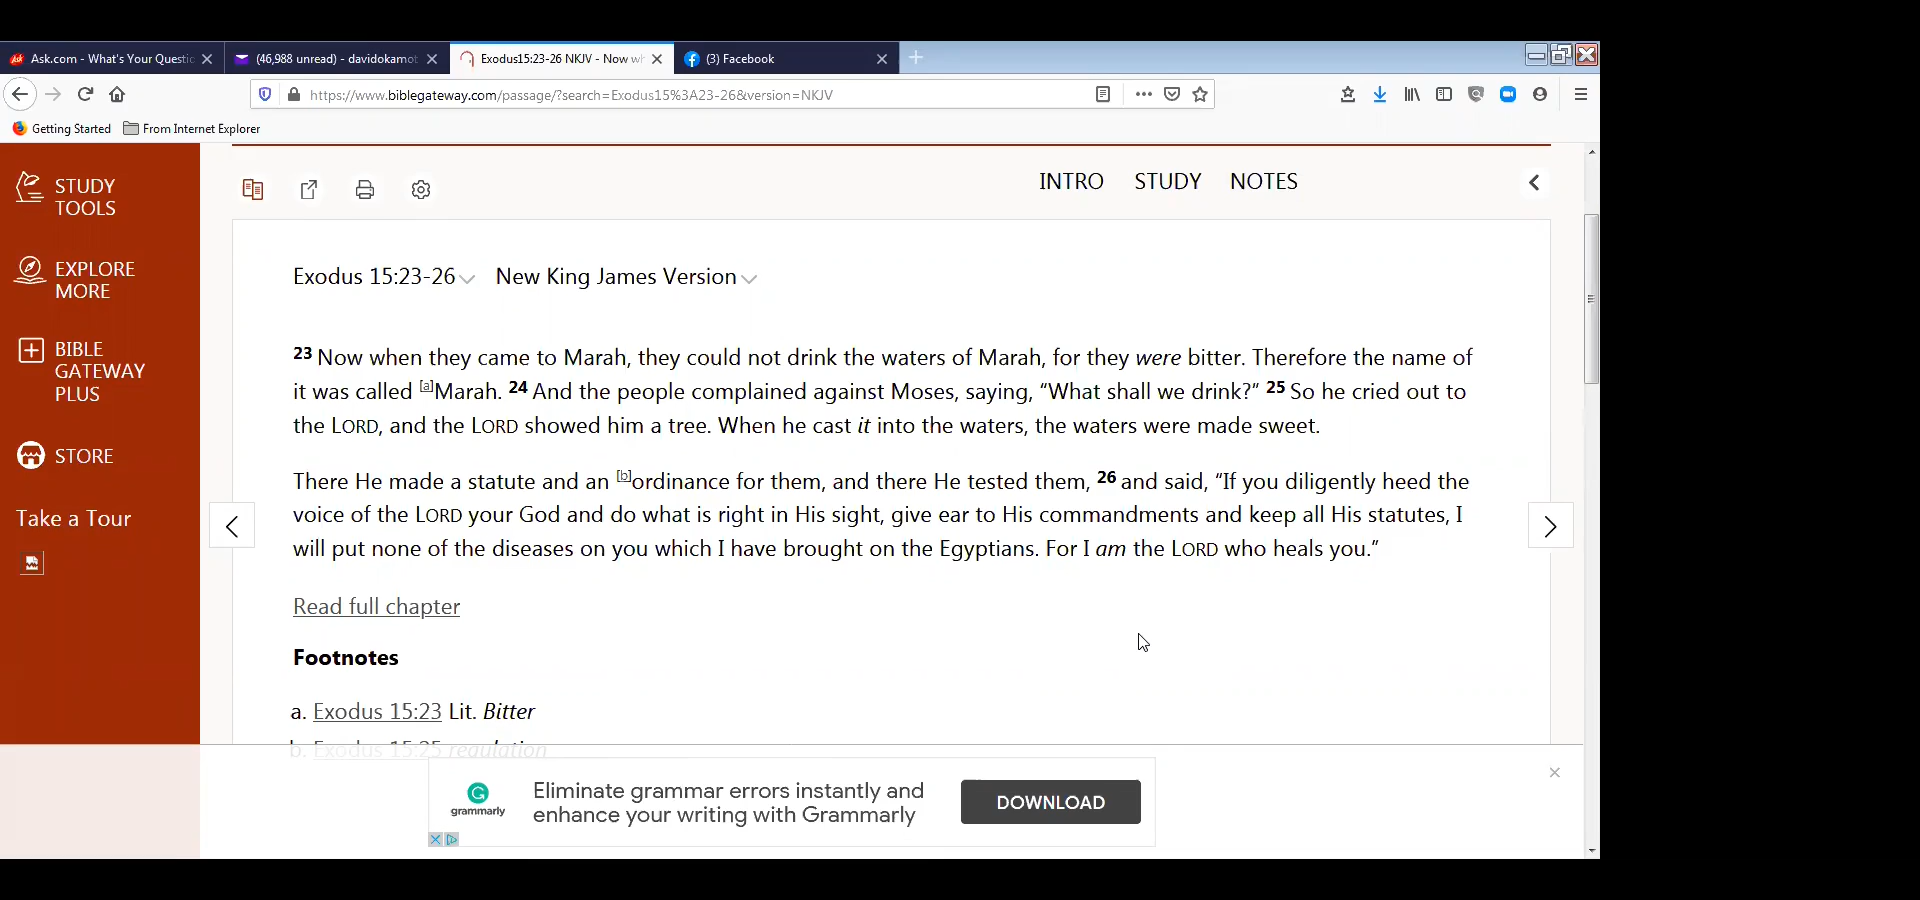 Ask.com - What's Your Questic
(46,988 unread) - davidokamot
Exodus15:23-26 NKJV - Now wh
(3) Facebook
https://www.biblegateway.com/passage/?search=Exodus15%3A23-26&version=NKJV
Getting Started
From Internet Explorer
STUDY
TOOLS
EXPLORE
MORE
BIBLE
GATEWAY
PLUS
STORE
Take a Tour
INTRO STUDY NOTES
Exodus 15:23-26 New King James Version
23 Now when they came to Marah, they could not drink the waters of Marah, for they were bitter. Therefore the name of
it was called [a]Marah. 24 And the people complained against Moses, saying, “What shall we drink?” 25 So he cried out to
the LORD, and the LORD showed him a tree. When he cast it into the waters, the waters were made sweet.
There He made a statute and an [b]ordinance for them, and there He tested them, 26 and said, “If you diligently heed the
voice of the LORD your God and do what is right in His sight, give ear to His commandments and keep all His statutes, I
will put none of the diseases on you which I have brought on the Egyptians. For I am the LORD who heals you.”
Read full chapter
Footnotes
a. Exodus 15:23 Lit. Bitter
b. Exodus 15:25 regulation
grammarly
Eliminate grammar errors instantly and
enhance your writing with Grammarly
DOWNLOAD